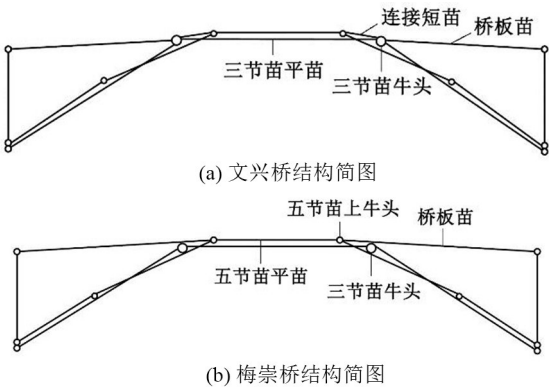 连接短苗
桥板苗
三节苗平苗
三节苗牛头
(a) 文兴桥结构简图
五节苗上牛头
桥板苗
五节苗平苗
三节苗牛头
(b) 梅崇桥结构简图